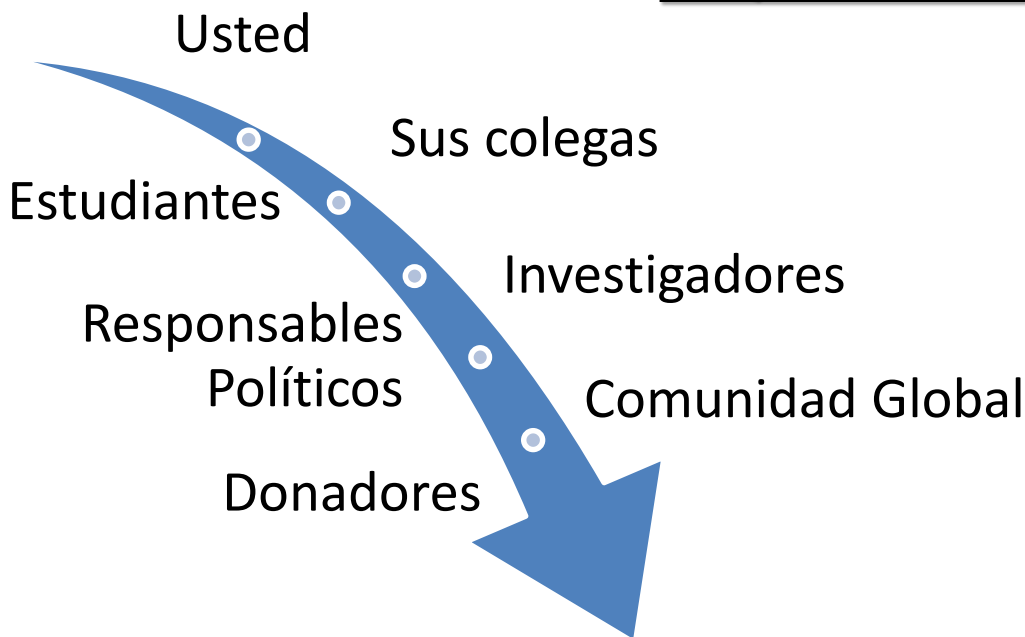 Usted
Sus colegas
Estudiantes
Investigadores
Responsables
Políticos
Comunidad Global
Donadores